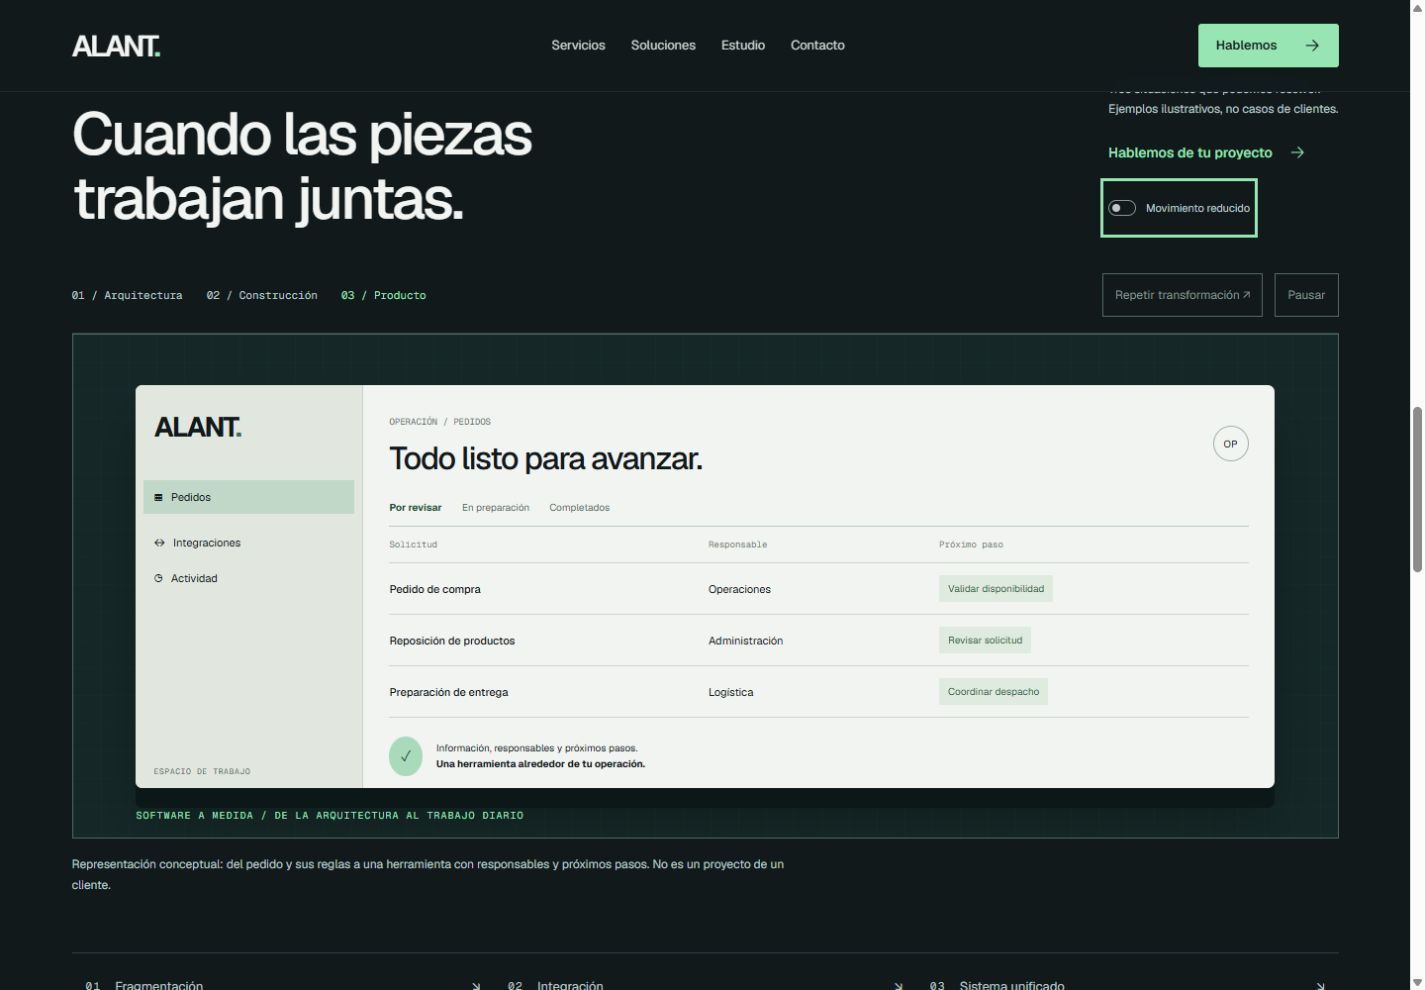 ALANT.
Servicios
Soluciones
Estudio
Contacto
Hablemos
Cuando las piezas
trabajan juntas.
Ejemplos ilustrativos, no casos de clientes.
Hablemos de tu proyecto
Movimiento reducido
01 / Arquitectura
02 / Construcción
03 / Producto
Repetir transformación ↗
Pausar
ALANT.
Pedidos
Integraciones
Actividad
ESPACIO DE TRABAJO
OPERACIÓN / PEDIDOS
Todo listo para avanzar.
OP
Por revisar
En preparación
Completados
Solicitud
Responsable
Próximo paso
Pedido de compra
Operaciones
Validar disponibilidad
Reposición de productos
Administración
Revisar solicitud
Preparación de entrega
Logística
Coordinar despacho
Información, responsables y próximos pasos.
Una herramienta alrededor de tu operación.
SOFTWARE A MEDIDA / DE LA ARQUITECTURA AL TRABAJO DIARIO
Representación conceptual: del pedido y sus reglas a una herramienta con responsables y próximos pasos. No es un proyecto de un
cliente.
01 Fragmentación
02 Integración
03 Sistema unificado